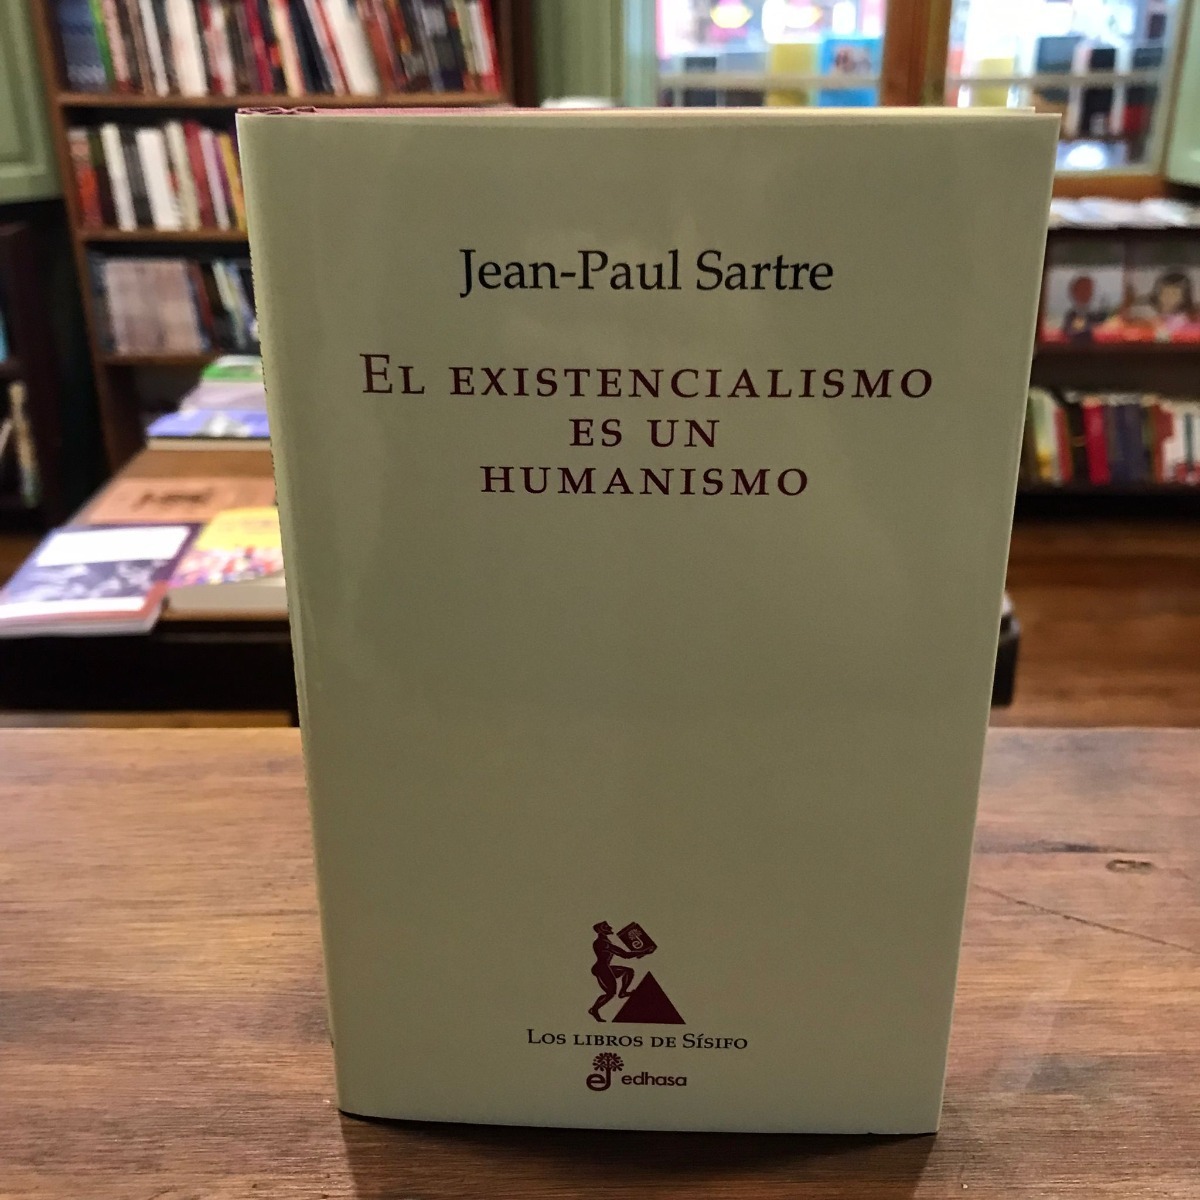 Jean-Paul Sartre
EL EXISTENCIALISMO
ES UN
HUMANISMO
LOS LIBROS DE SÍSIFO
edhasa